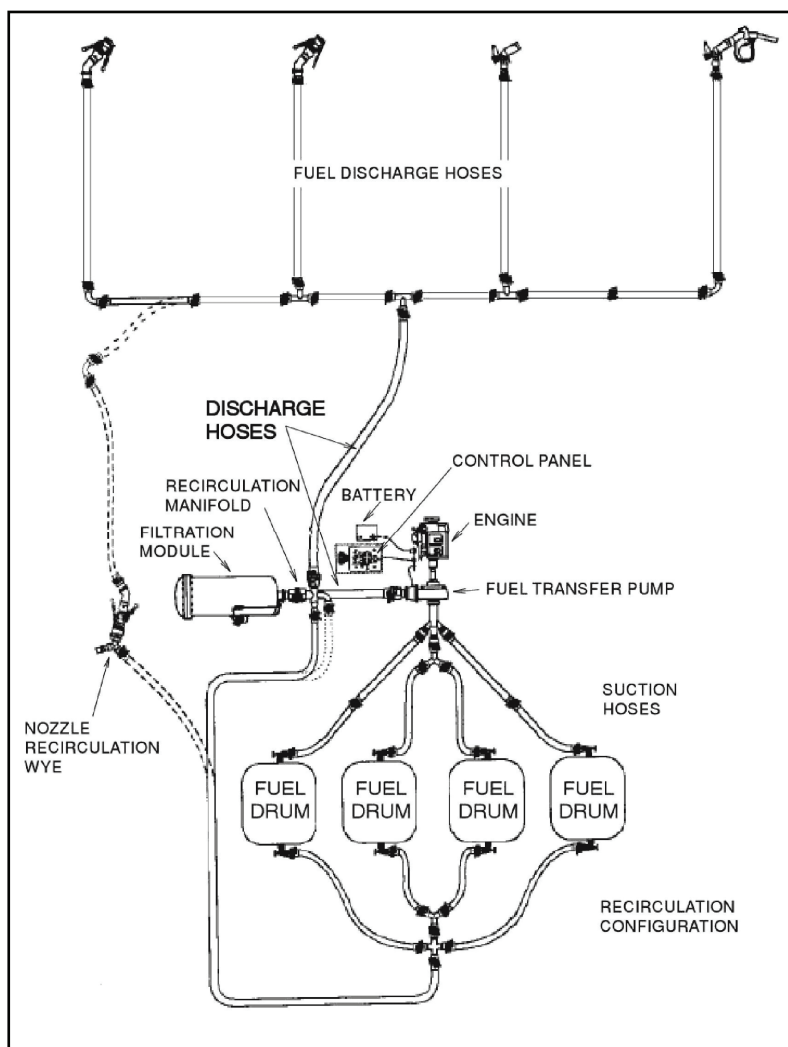 FUEL DISCHARGE HOSES
DISCHARGE
HOSES
CONTROL PANEL
RECIRCULATION
MANIFOLD
BATTERY
ENGINE
FILTRATION
MODULE
FUEL TRANSFER PUMP
SUCTION
HOSES
NOZZLE
RECIRCULATION
WYE
FUEL
DRUM
FUEL
DRUM
FUEL
DRUM
FUEL
DRUM
RECIRCULATION
CONFIGURATION